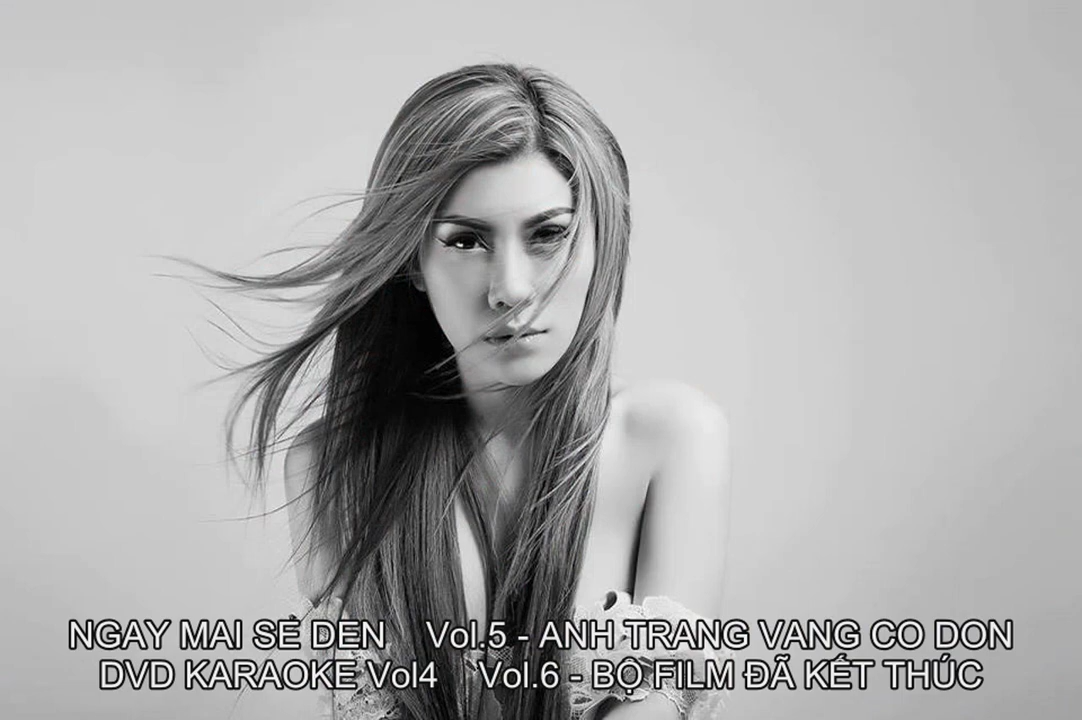 NGAY MAI SẺ DEN Vol.5 - ANH TRANG VANG CO DON
DVD KARAOKE Vol4 Vol.6 - BỘ FILM ĐÃ KẾT THÚC